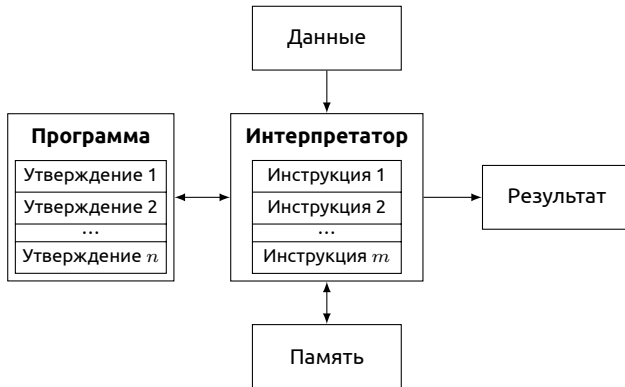 Данные
Программа
Утверждение 1
Утверждение 2
...
Утверждение n
Интерпретатор
Инструкция 1
Инструкция 2
...
Инструкция m
Результат
Память